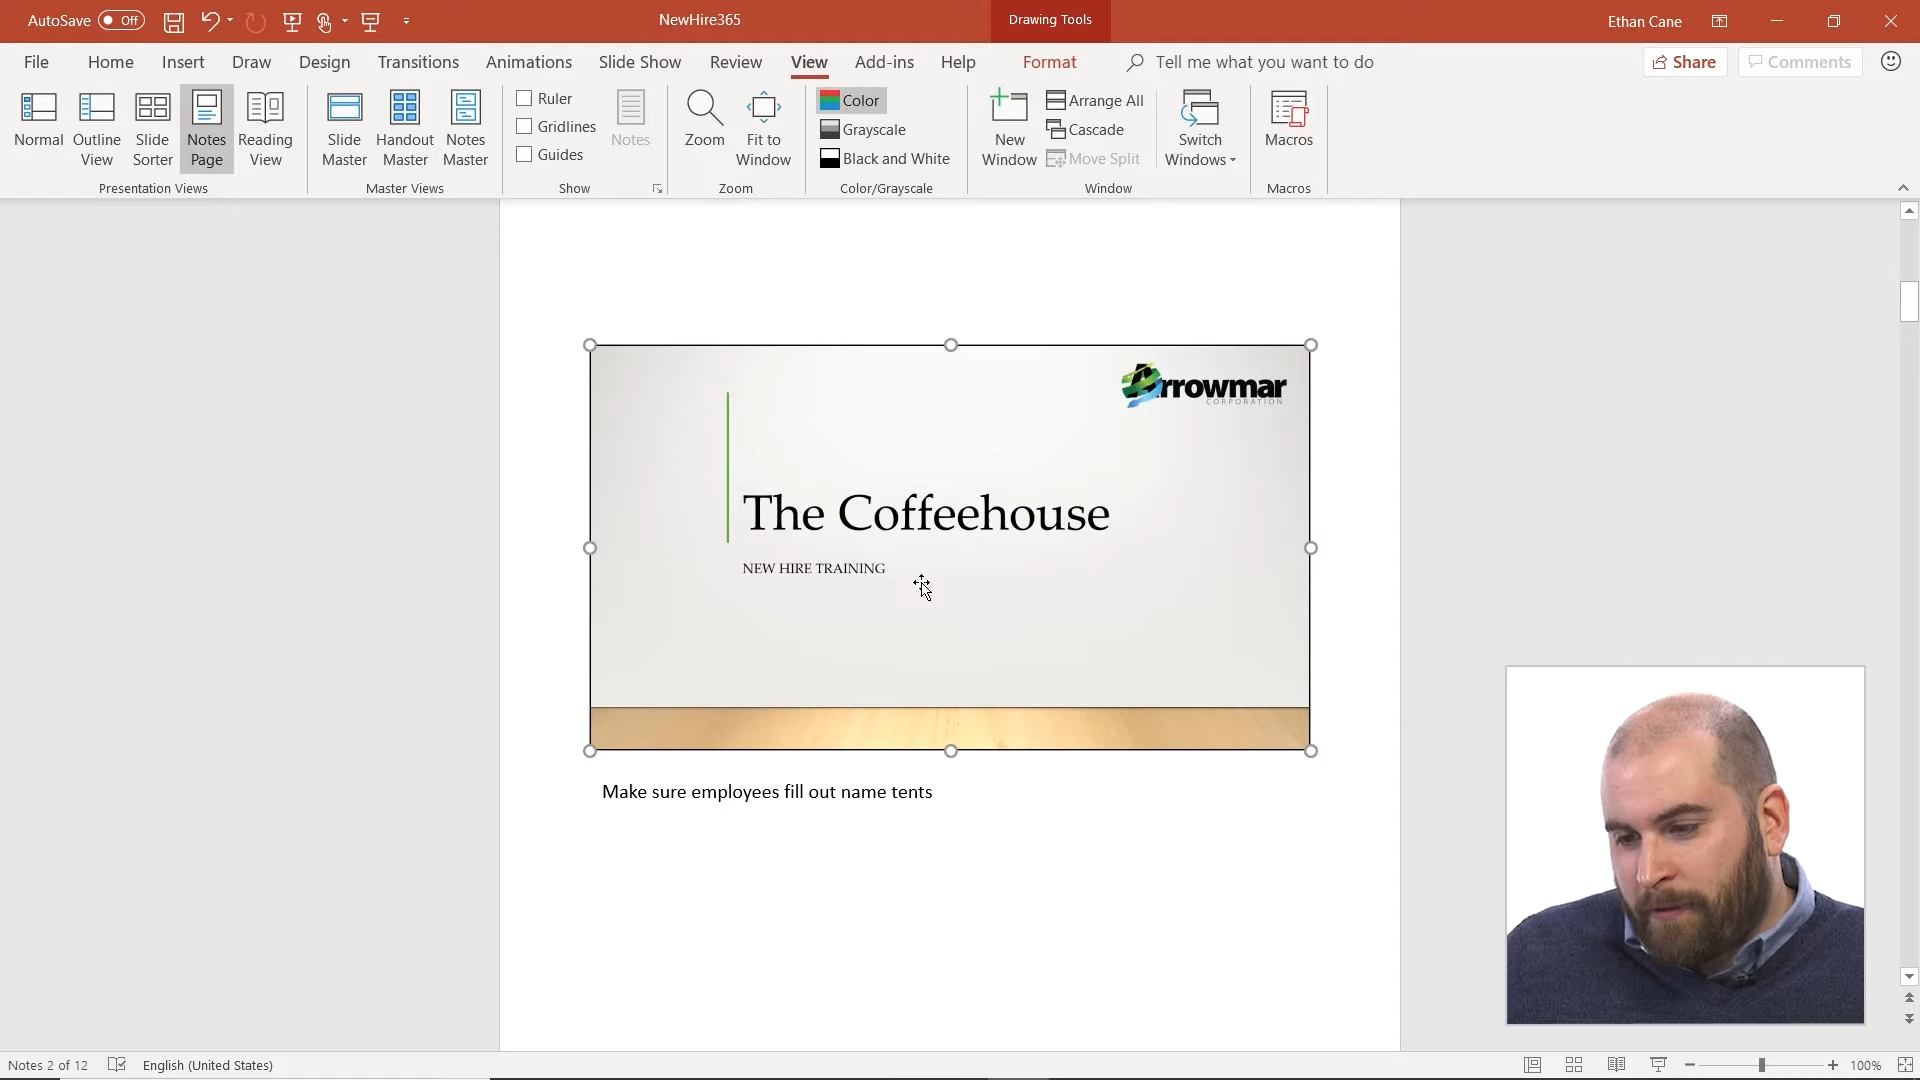 AutoSave Off
NewHire365
Drawing Tools
Ethan Cane
File Home Insert Draw Design Transitions Animations Slide Show Review View Add-ins Help Format Tell me what you want to do Share Comments
Normal
Outline View
Slide Sorter
Notes Page
Reading View
Presentation Views
Slide Master
Handout Master
Notes Master
Master Views
Ruler
Gridlines
Guides
Notes
Show
Zoom
Fit to Window
Zoom
Color
Grayscale
Black and White
Color/Grayscale
New Window
Arrange All
Cascade
Move Split
Switch Windows
Window
Macros
Macros
Arrowmar
CORPORATION
The Coffeehouse
NEW HIRE TRAINING
Make sure employees fill out name tents
Notes 2 of 12 English (United States) 100%